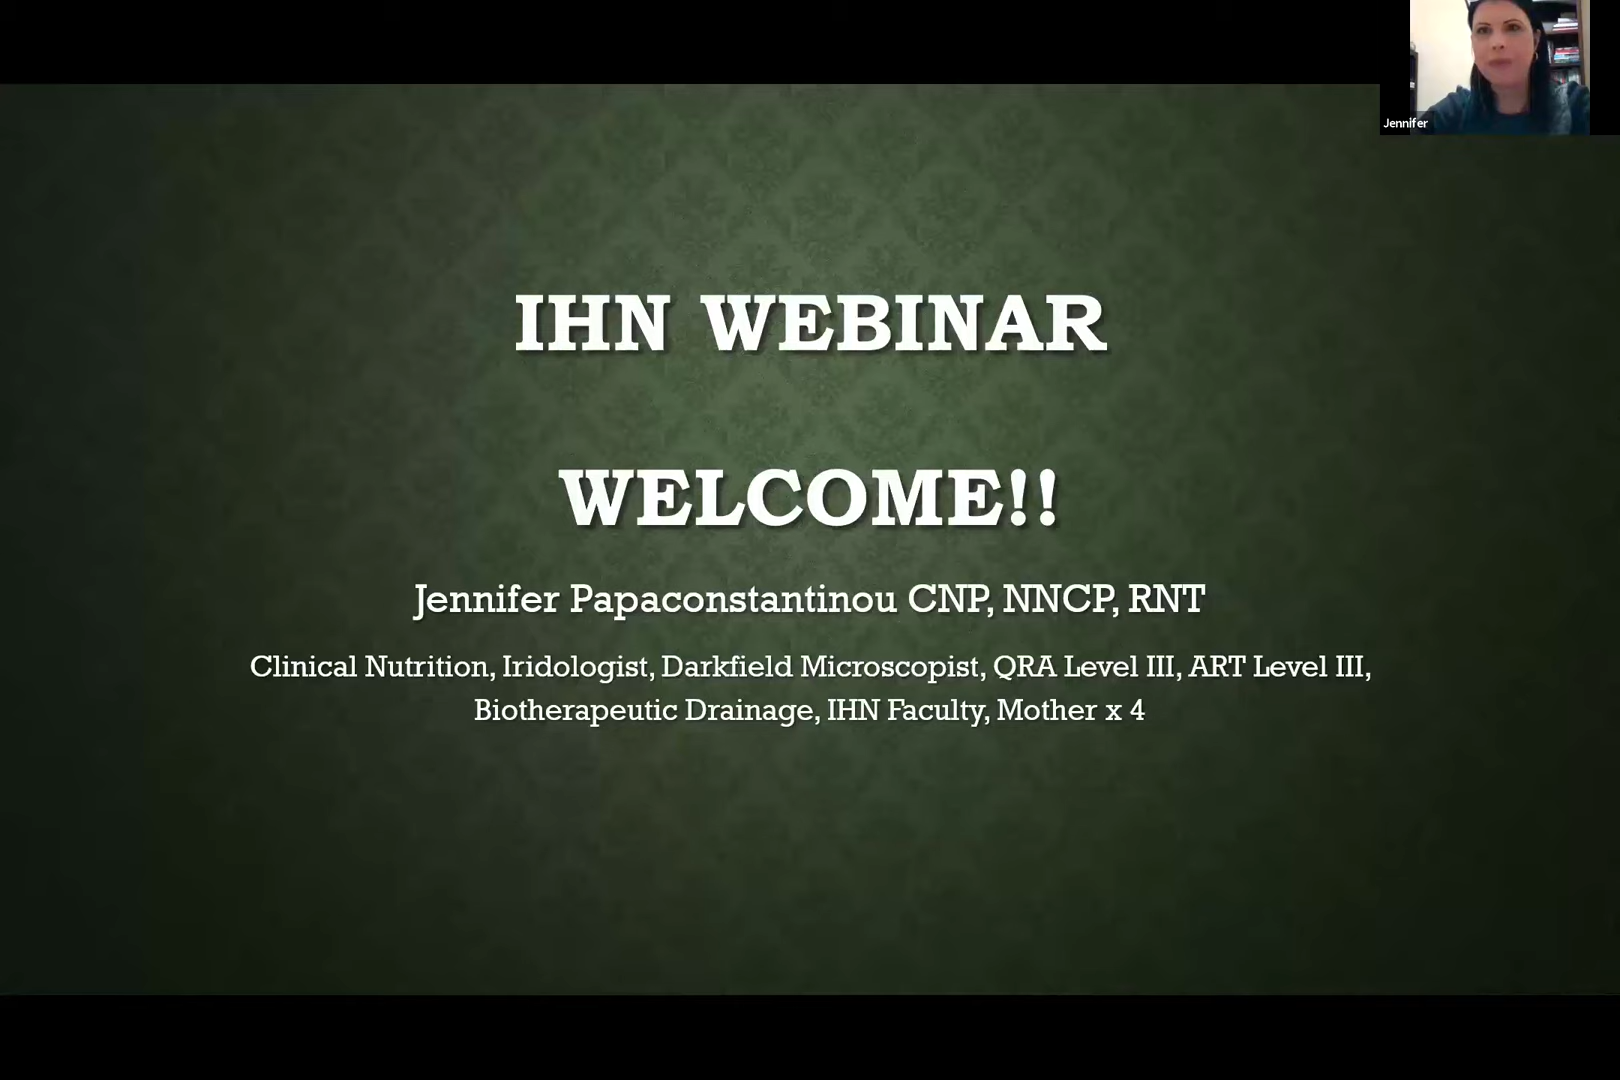 Jennifer
IHN WEBINAR
WELCOME!!
Jennifer Papaconstantinou CNP, NNCP, RNT
Clinical Nutrition, Iridologist, Darkfield Microscopist, QRA Level III, ART Level III,
Biotherapeutic Drainage, IHN Faculty, Mother x 4